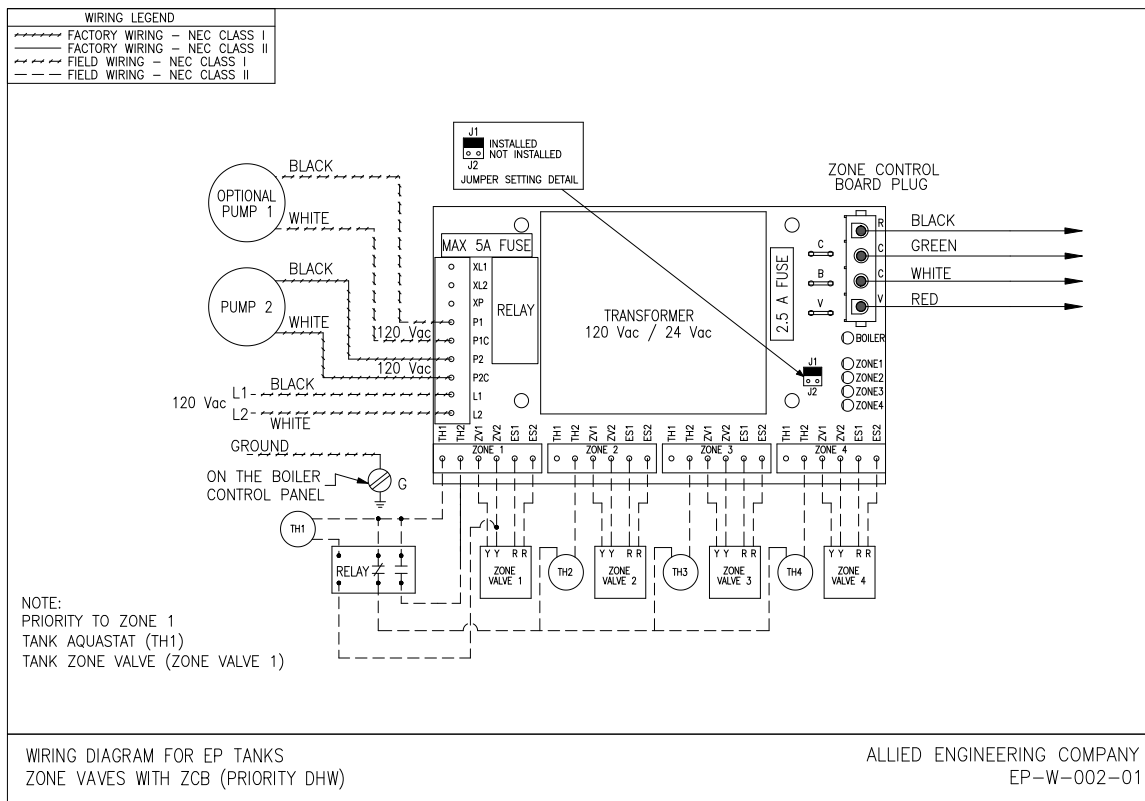 WIRING LEGEND
FACTORY WIRING – NEC CLASS I
FACTORY WIRING – NEC CLASS II
FIELD WIRING – NEC CLASS I
FIELD WIRING – NEC CLASS II
J1
INSTALLED
NOT INSTALLED
J2
JUMPER SETTING DETAIL
OPTIONAL
PUMP 1
BLACK
WHITE
PUMP 2
BLACK
WHITE
120 Vac
L1
BLACK
L2
WHITE
GROUND
ON THE BOILER
CONTROL PANEL
G
MAX 5A FUSE
XL1
XL2
XP
P1
P1C
P2
P2C
L1
L2
120 Vac
120 Vac
RELAY
TRANSFORMER
120 Vac / 24 Vac
2.5 A FUSE
C
B
V
ZONE CONTROL
BOARD PLUG
R
BLACK
C
GREEN
C
WHITE
V
RED
BOILER
ZONE1
ZONE2
ZONE3
ZONE4
J1
J2
TH1 TH2 ZV1 ZV2 ES1 ES2
ZONE 1
TH1 TH2 ZV1 ZV2 ES1 ES2
ZONE 2
TH1 TH2 ZV1 ZV2 ES1 ES2
ZONE 3
TH1 TH2 ZV1 ZV2 ES1 ES2
ZONE 4
TH1
RELAY
Y Y R R
ZONE
VALVE 1
TH2
Y Y R R
ZONE
VALVE 2
TH3
Y Y R R
ZONE
VALVE 3
TH4
Y Y R R
ZONE
VALVE 4
NOTE:
PRIORITY TO ZONE 1
TANK AQUASTAT (TH1)
TANK ZONE VALVE (ZONE VALVE 1)
WIRING DIAGRAM FOR EP TANKS
ZONE VAVES WITH ZCB (PRIORITY DHW)
ALLIED ENGINEERING COMPANY
EP-W-002-01